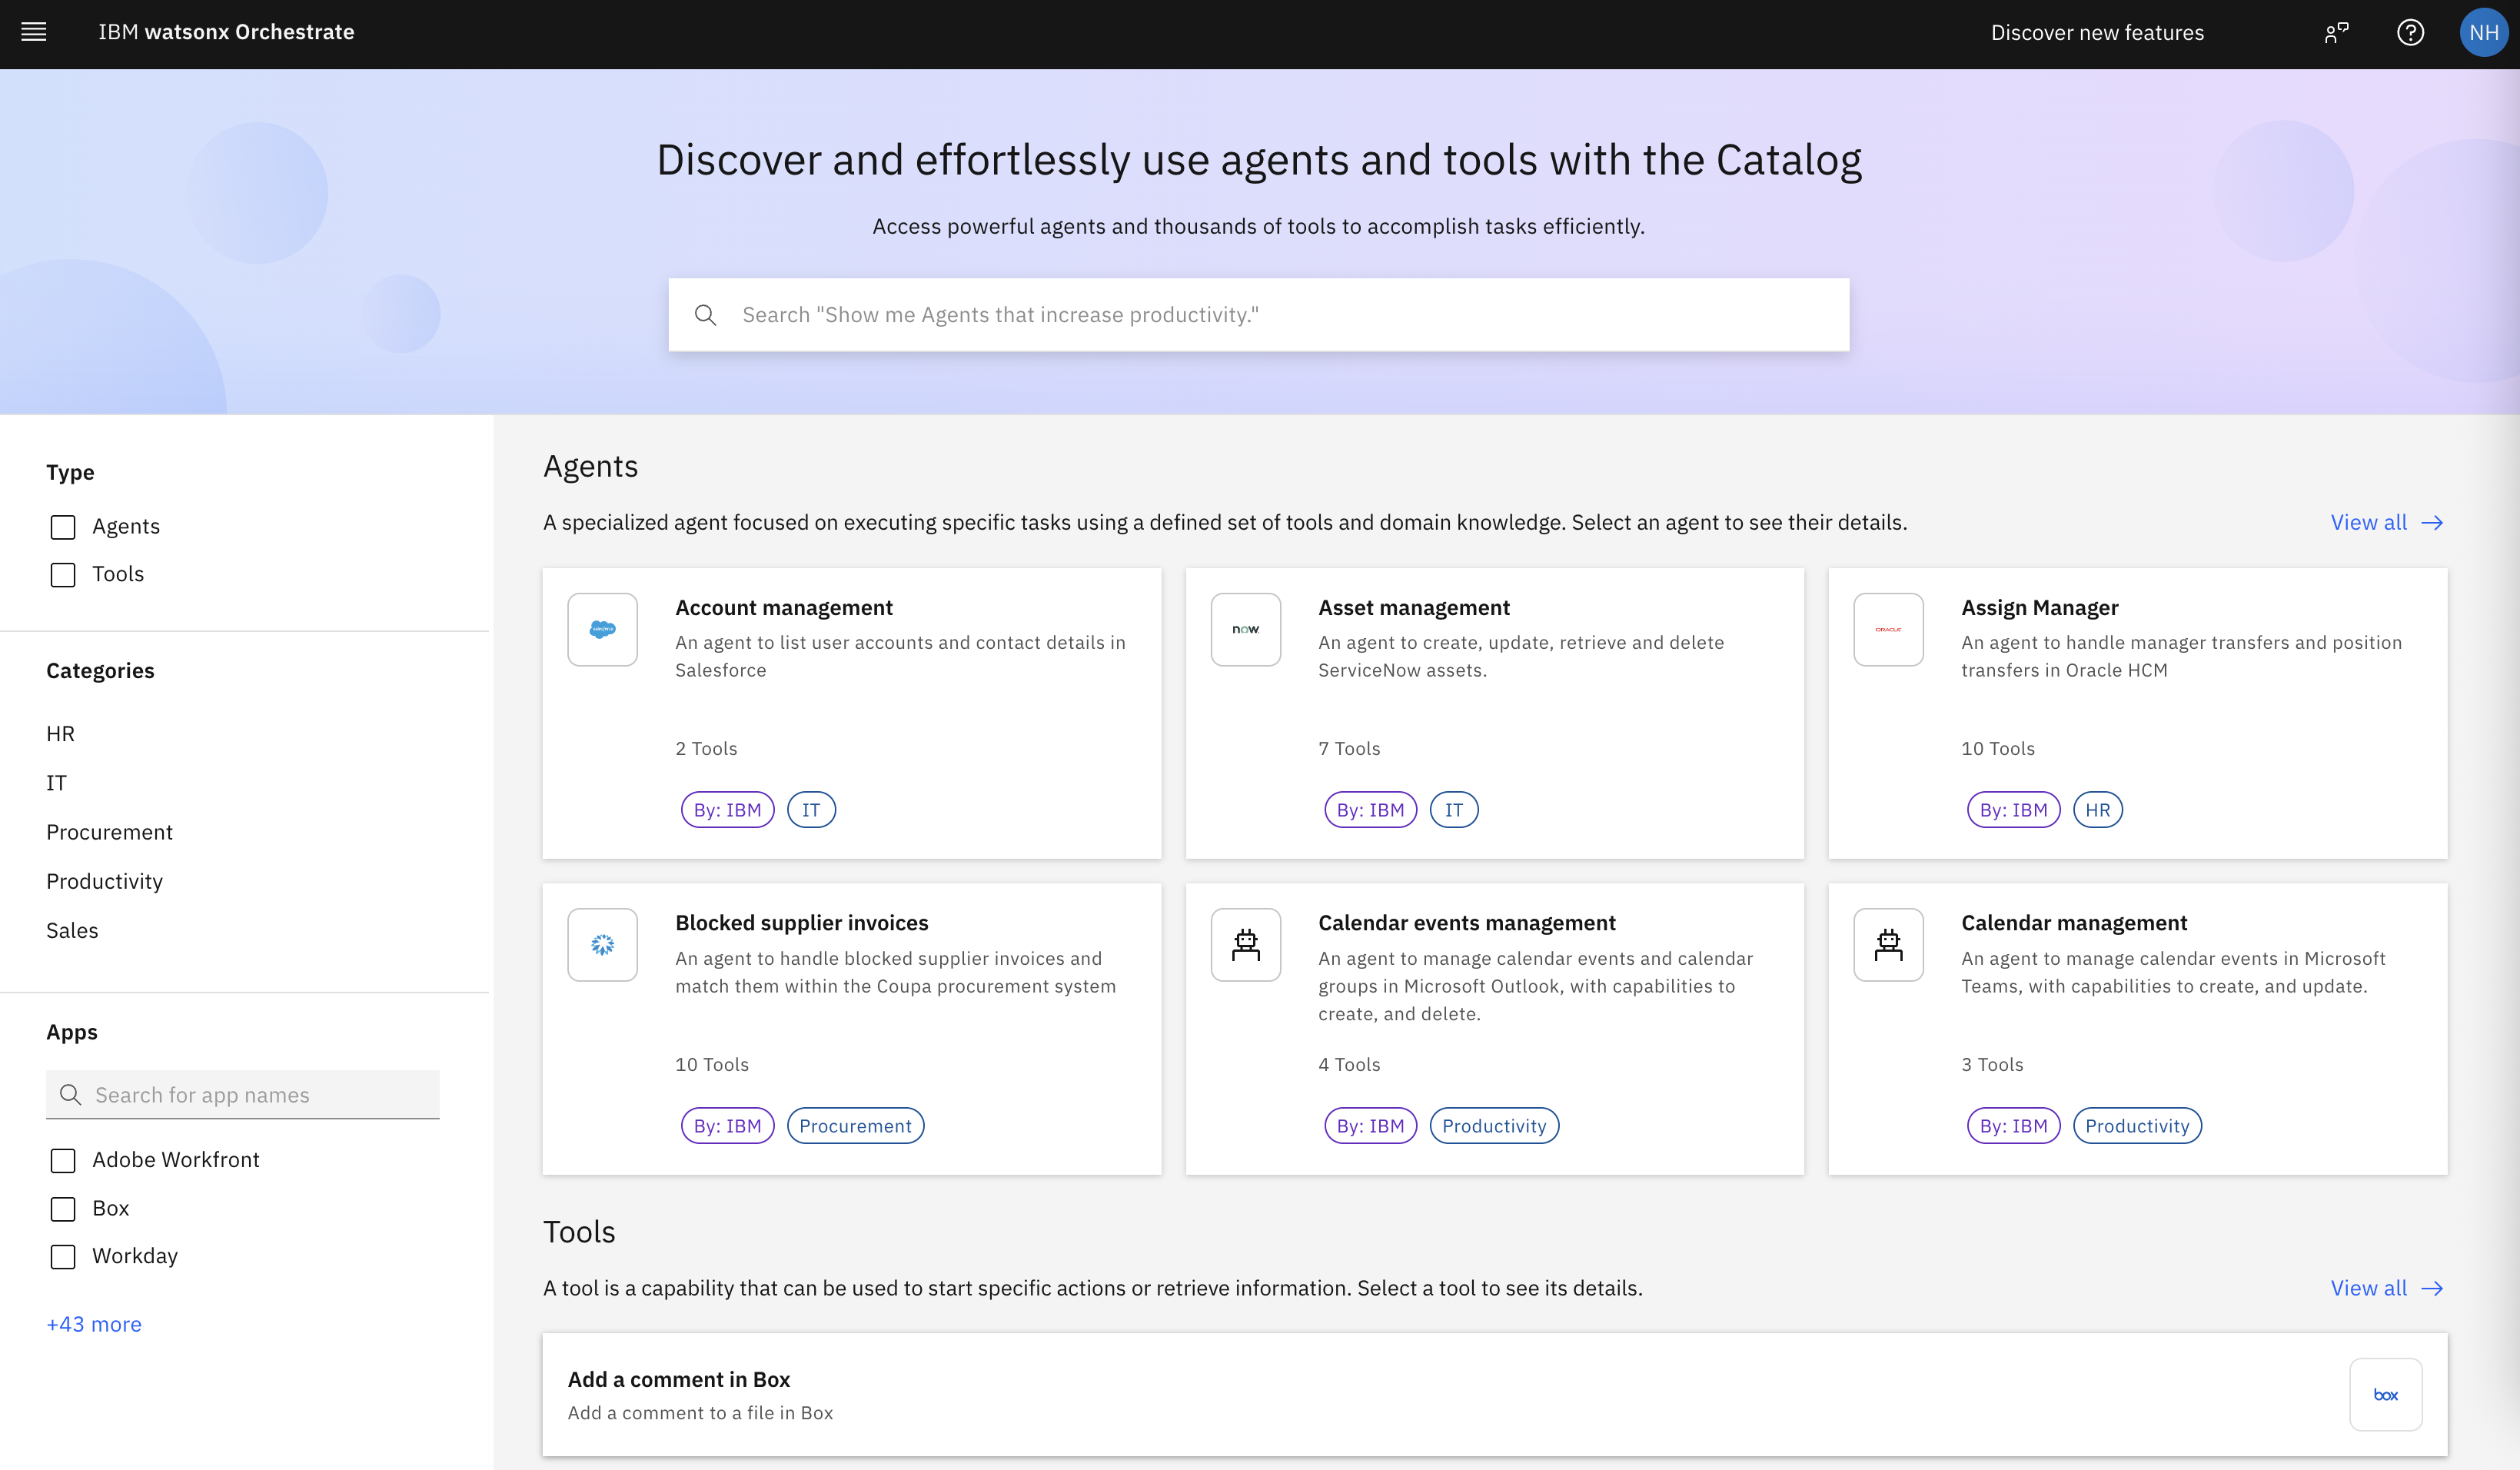 IBM watsonx Orchestrate
Discover new features
NH
Discover and effortlessly use agents and tools with the Catalog
Access powerful agents and thousands of tools to accomplish tasks efficiently.
Search "Show me Agents that increase productivity."
Type
Agents
Tools
Categories
HR
IT
Procurement
Productivity
Sales
Apps
Search for app names
Adobe Workfront
Box
Workday
+43 more
Agents
A specialized agent focused on executing specific tasks using a defined set of tools and domain knowledge. Select an agent to see their details.
View all
salesforce
Account management
An agent to list user accounts and contact details in
Salesforce
2 Tools
By: IBM
IT
now.
Asset management
An agent to create, update, retrieve and delete
ServiceNow assets.
7 Tools
By: IBM
IT
ORACLE
Assign Manager
An agent to handle manager transfers and position
transfers in Oracle HCM
10 Tools
By: IBM
HR
Blocked supplier invoices
An agent to handle blocked supplier invoices and
match them within the Coupa procurement system
10 Tools
By: IBM
Procurement
Calendar events management
An agent to manage calendar events and calendar
groups in Microsoft Outlook, with capabilities to
create, and delete.
4 Tools
By: IBM
Productivity
Calendar management
An agent to manage calendar events in Microsoft
Teams, with capabilities to create, and update.
3 Tools
By: IBM
Productivity
Tools
A tool is a capability that can be used to start specific actions or retrieve information. Select a tool to see its details.
View all
Add a comment in Box
Add a comment to a file in Box
box